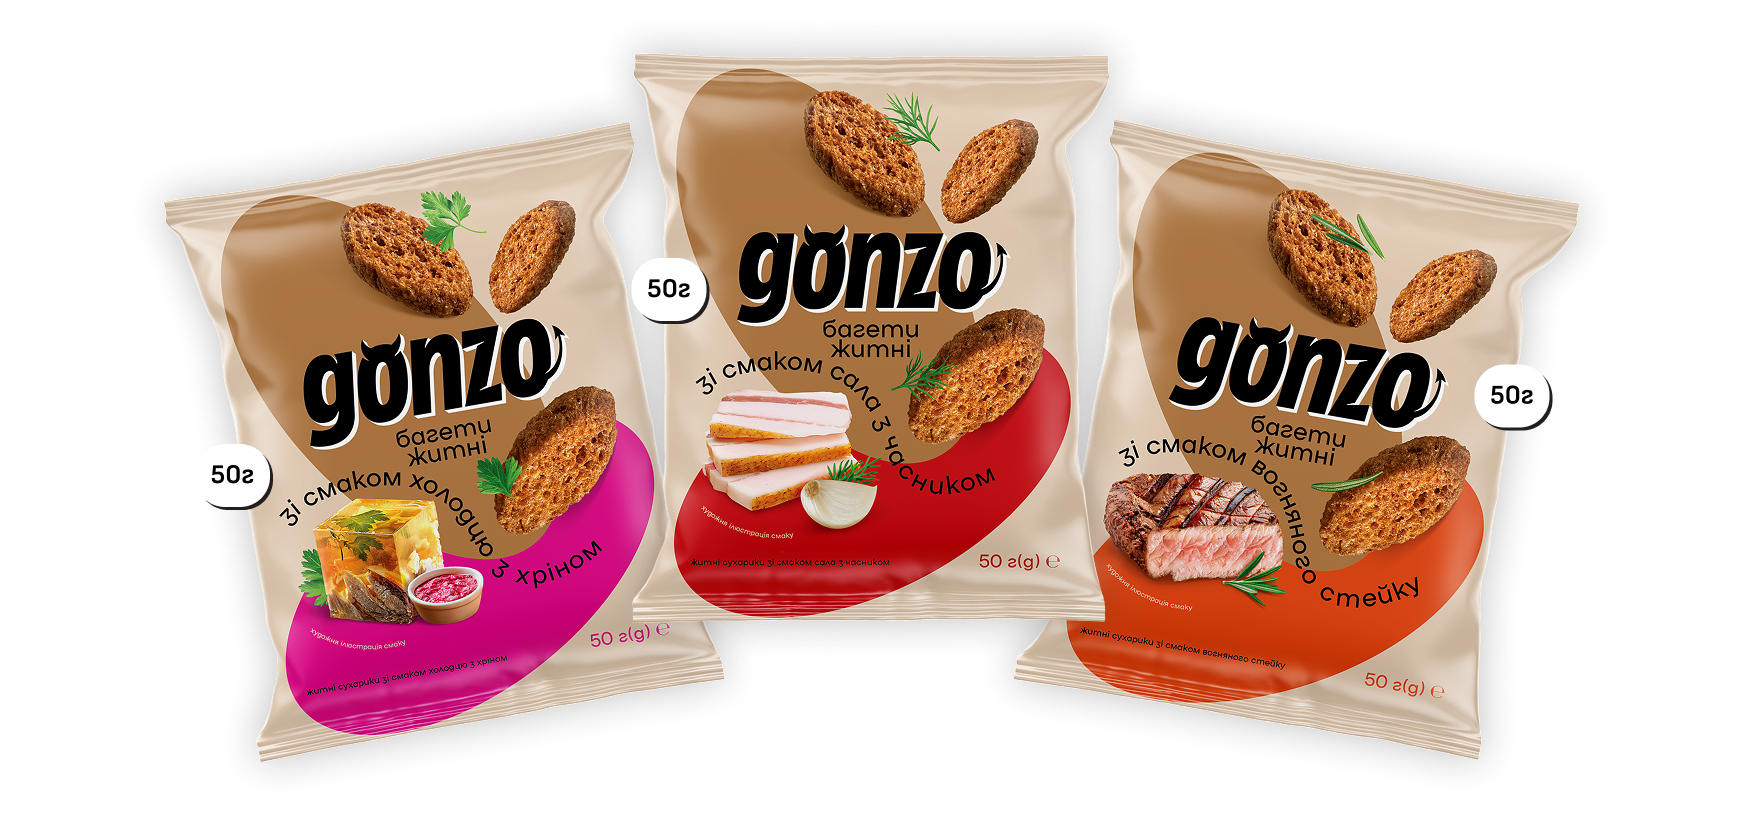 gonzo
багети
житні
зі смаком холодцю з хріном
50г
художня ілюстрація смаку
житні сухарики зі смаком холодцю з хріном
50 г(g) ℮
gonzo
багети
житні
зі смаком сала з часником
50г
художня ілюстрація смаку
житні сухарики зі смаком сала з часником
50 г(g) ℮
gonzo
багети
житні
зі смаком вогняного стейку
50г
художня ілюстрація смаку
житні сухарики зі смаком вогняного стейку
50 г(g) ℮